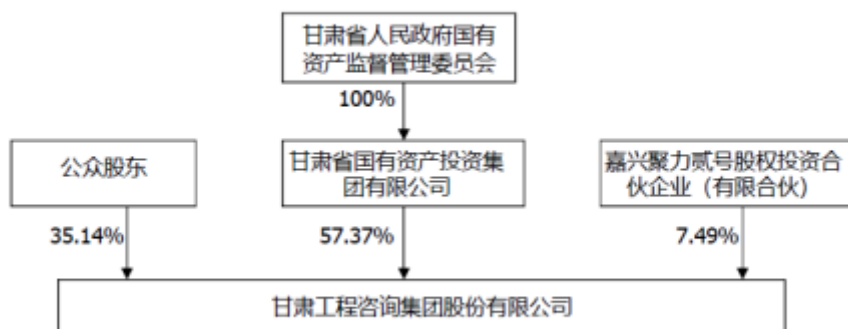 甘肃省人民政府国有
资产监督管理委员会
100%
公众股东
甘肃省国有资产投资集
团有限公司
嘉兴聚力贰号股权投资合
伙企业（有限合伙）
35.14%
57.37%
7.49%
甘肃工程咨询集团股份有限公司